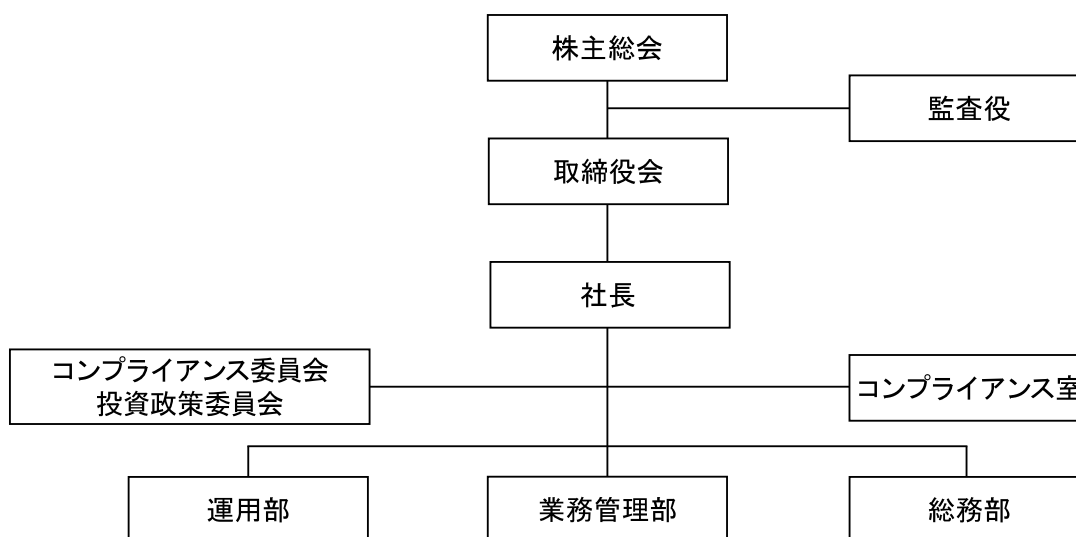 株主総会
監査役
取締役会
社長
コンプライアンス委員会
投資政策委員会
コンプライアンス室
運用部
業務管理部
総務部